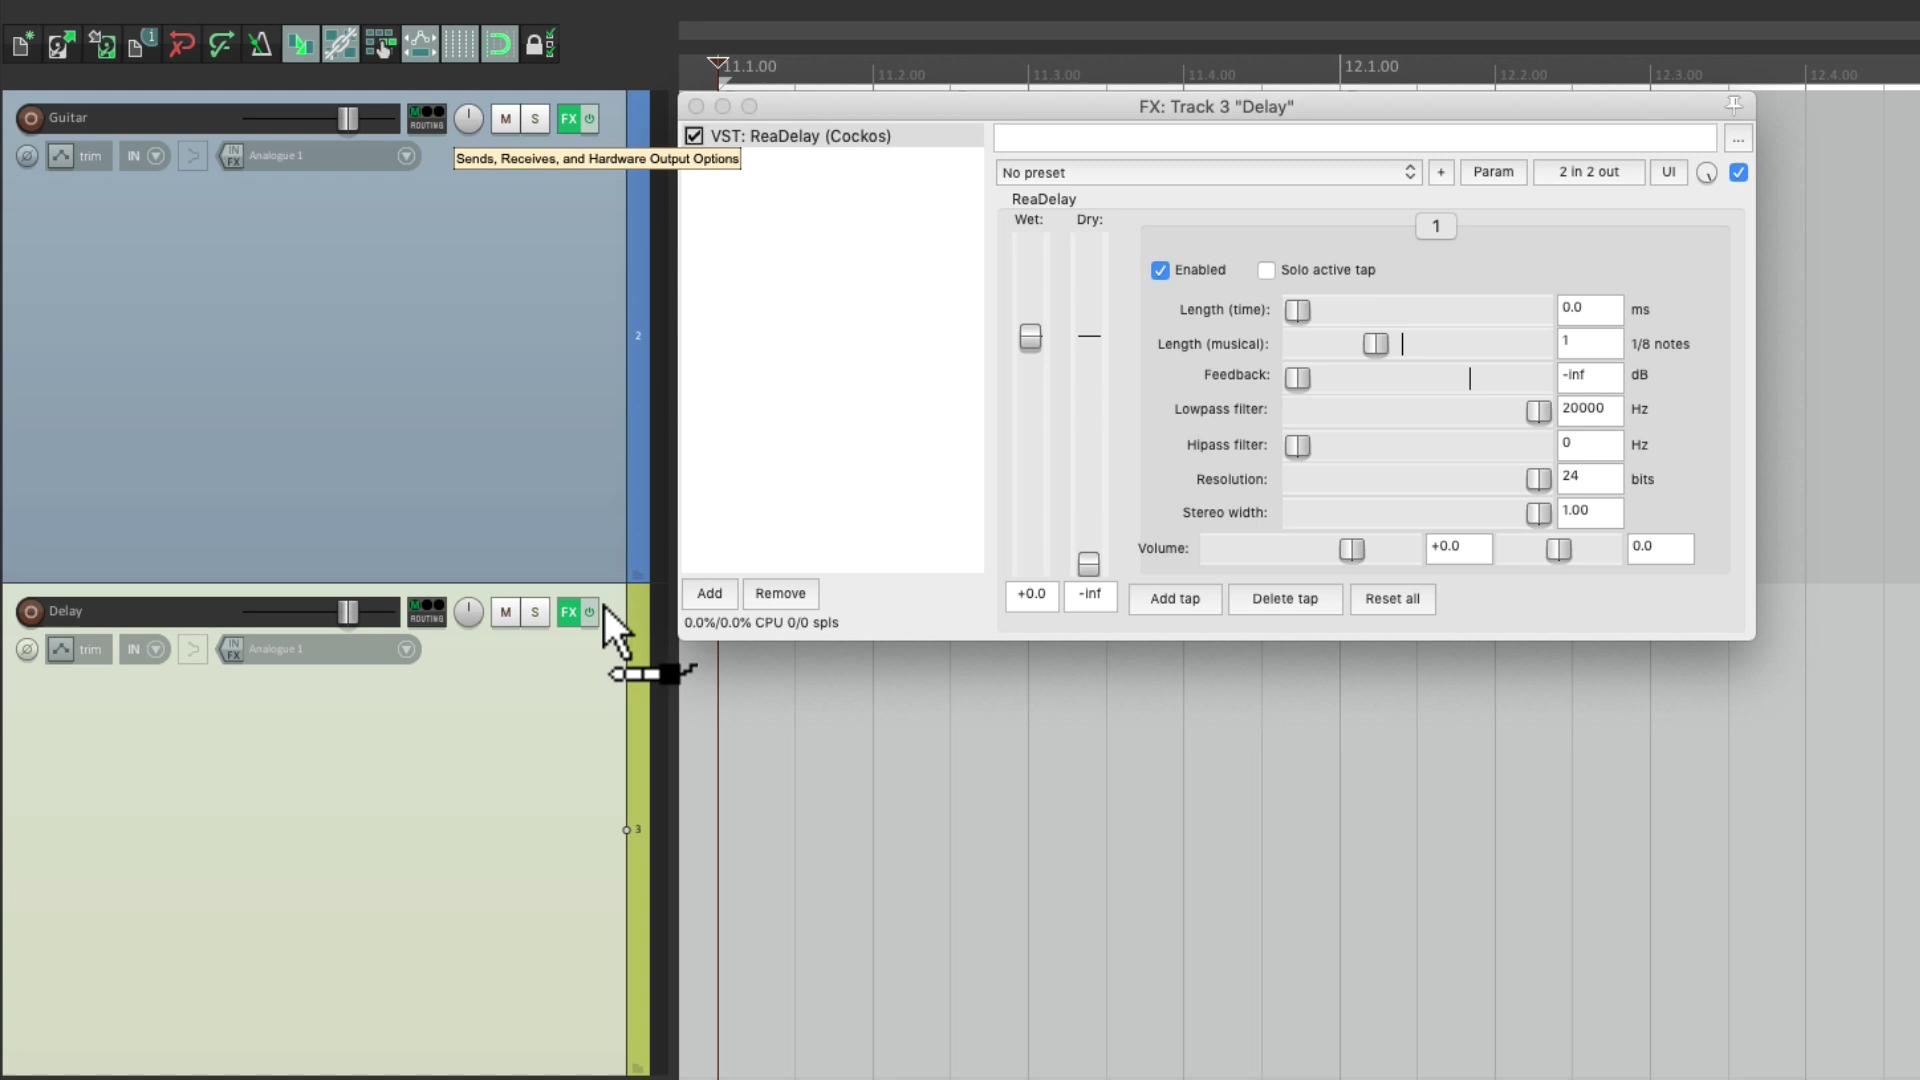 11.1.00
11.2.00
11.3.00
11.4.00
12.1.00
12.2.00
12.3.00
12.4.00
Guitar
ROUTING
M
S
FX
trim
IN
IN
FX
Analogue 1
Sends, Receives, and Hardware Output Options
2
FX: Track 3 "Delay"
VST: ReaDelay (Cockos)
...
No preset
+
Param
2 in 2 out
UI
ReaDelay
Wet:
Dry:
1
Enabled
Solo active tap
Length (time):
0.0
ms
Length (musical):
1
1/8 notes
Feedback:
-inf
dB
Lowpass filter:
20000
Hz
Hipass filter:
0
Hz
Resolution:
24
bits
Stereo width:
1.00
Volume:
+0.0
0.0
Add
Remove
+0.0
-inf
Add tap
Delete tap
Reset all
0.0%/0.0% CPU 0/0 spls
Delay
ROUTING
M
S
FX
trim
IN
IN
FX
Analogue 1
3